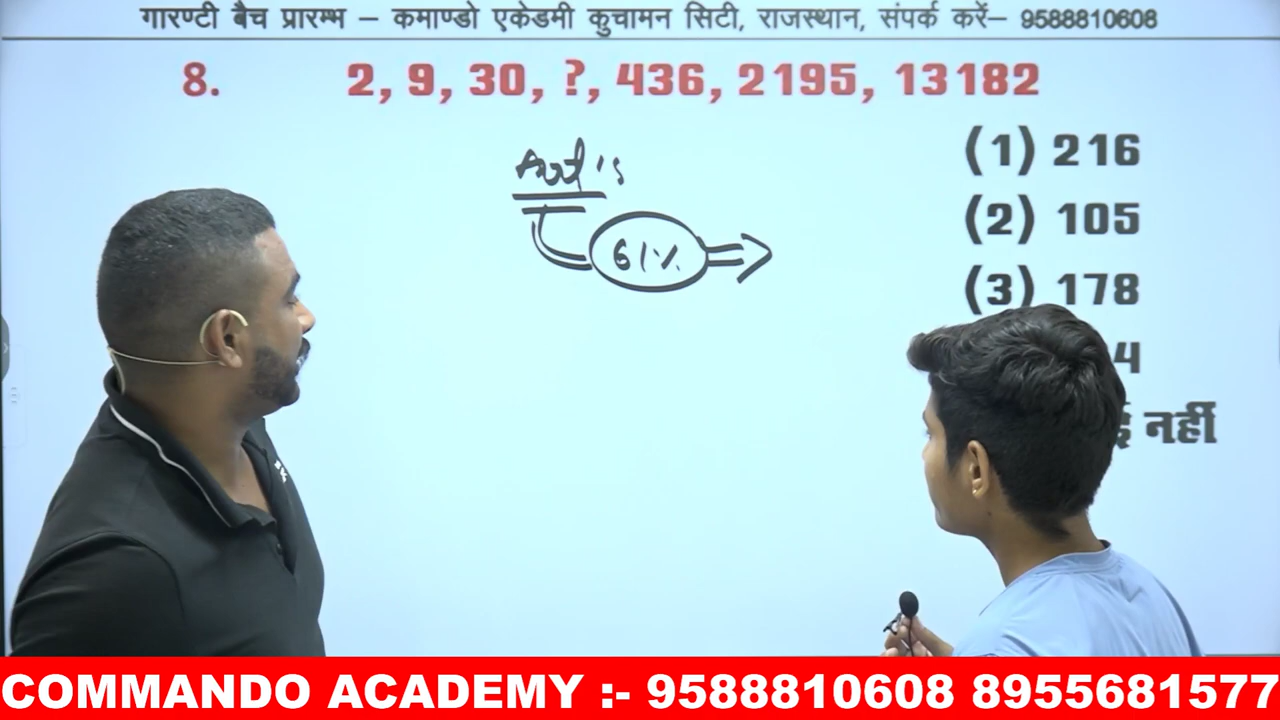 गारण्टी बैच प्रारम्भ – कमाण्डो एकेडमी कुचामन सिटी, राजस्थान, संपर्क करें– 9588810608
8. 2, 9, 30, ?, 436, 2195, 13182
(1) 216
(2) 105
(3) 178
4
नहीं
61%
COMMANDO ACADEMY :- 9588810608 8955681577